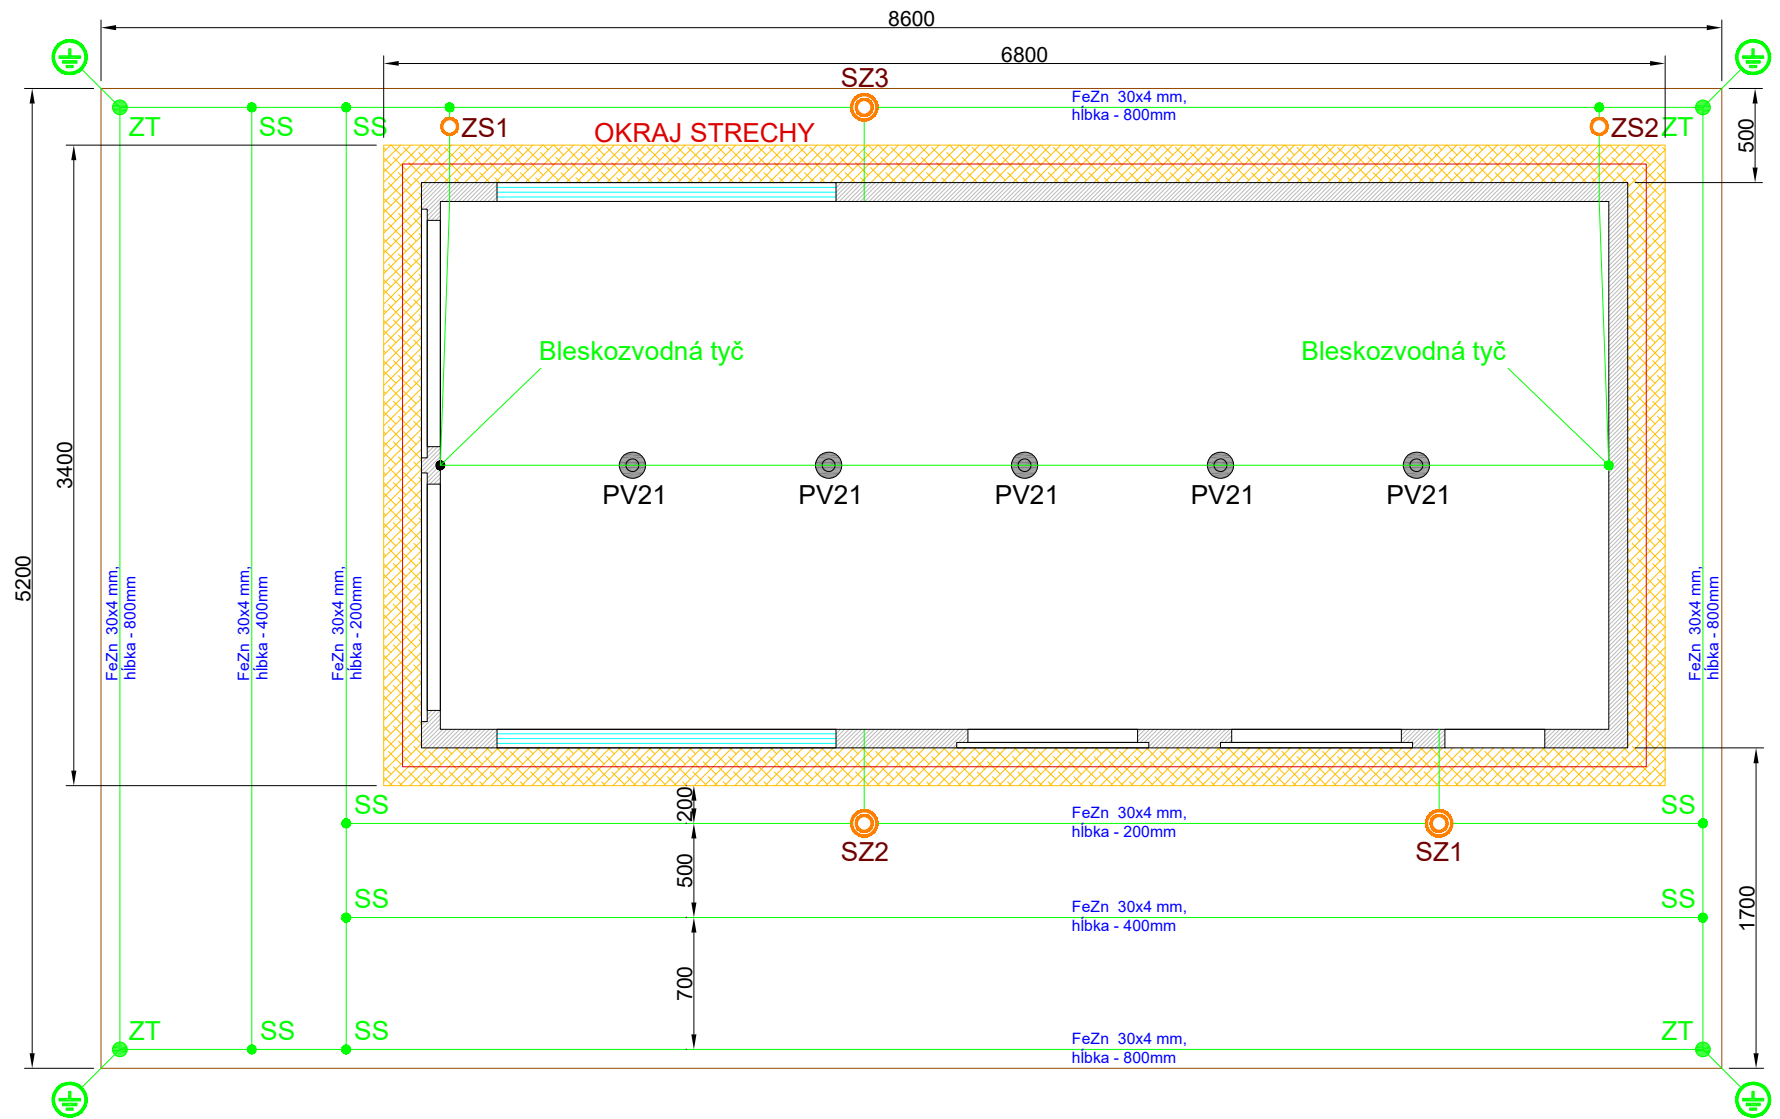 8600
6800
SZ3
FeZn 30x4 mm,
hĺbka - 800mm
ZT
SS
SS
ZS1
OKRAJ STRECHY
ZS2
ZT
500
Bleskozvodná tyč
Bleskozvodná tyč
3400
5200
PV21
PV21
PV21
PV21
PV21
FeZn 30x4 mm,
hĺbka - 800mm
FeZn 30x4 mm,
hĺbka - 400mm
FeZn 30x4 mm,
hĺbka - 200mm
FeZn 30x4 mm,
hĺbka - 800mm
SS
200
FeZn 30x4 mm,
hĺbka - 200mm
SS
SZ2
SZ1
500
SS
FeZn 30x4 mm,
hĺbka - 400mm
SS
1700
700
ZT
SS
SS
FeZn 30x4 mm,
hĺbka - 800mm
ZT